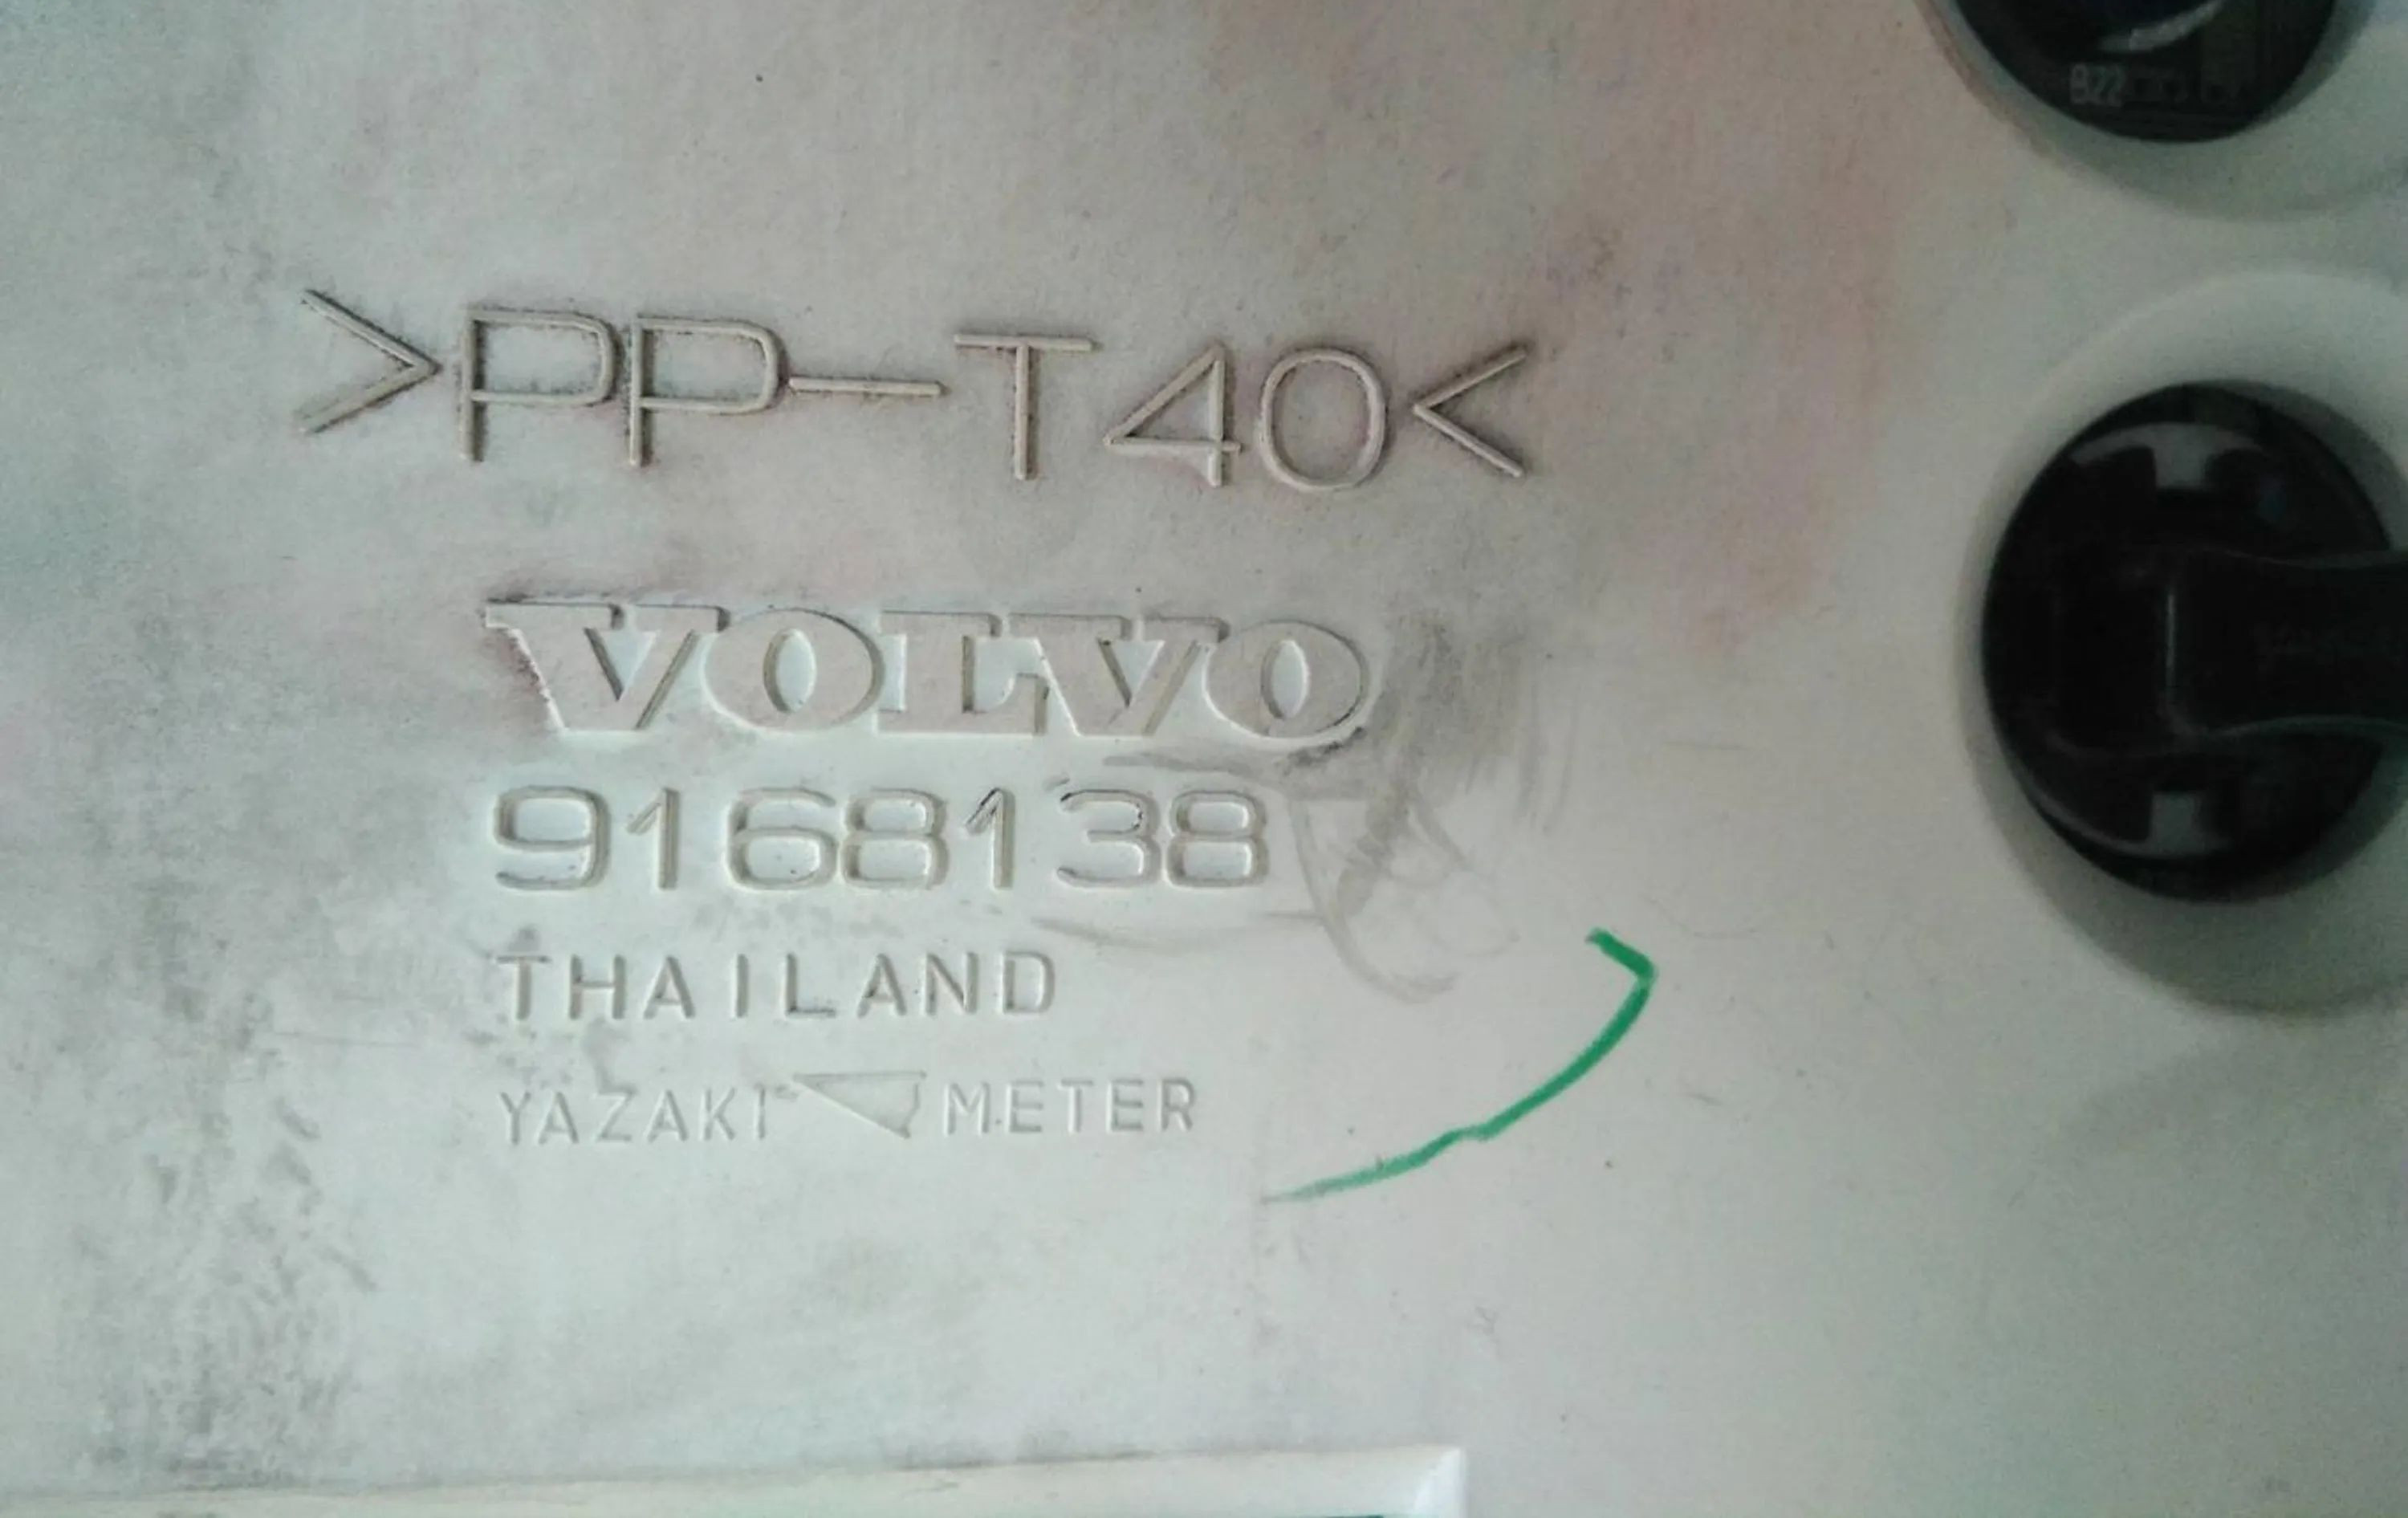 >PP-T40<
VOLVO
9168138
THAILAND
YAZAKI METER